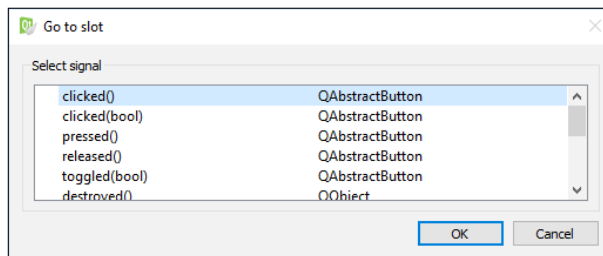 Go to slot
Select signal
clicked() QAbstractButton
clicked(bool) QAbstractButton
pressed() QAbstractButton
released() QAbstractButton
toggled(bool) QAbstractButton
destroyed() QObject
OK Cancel